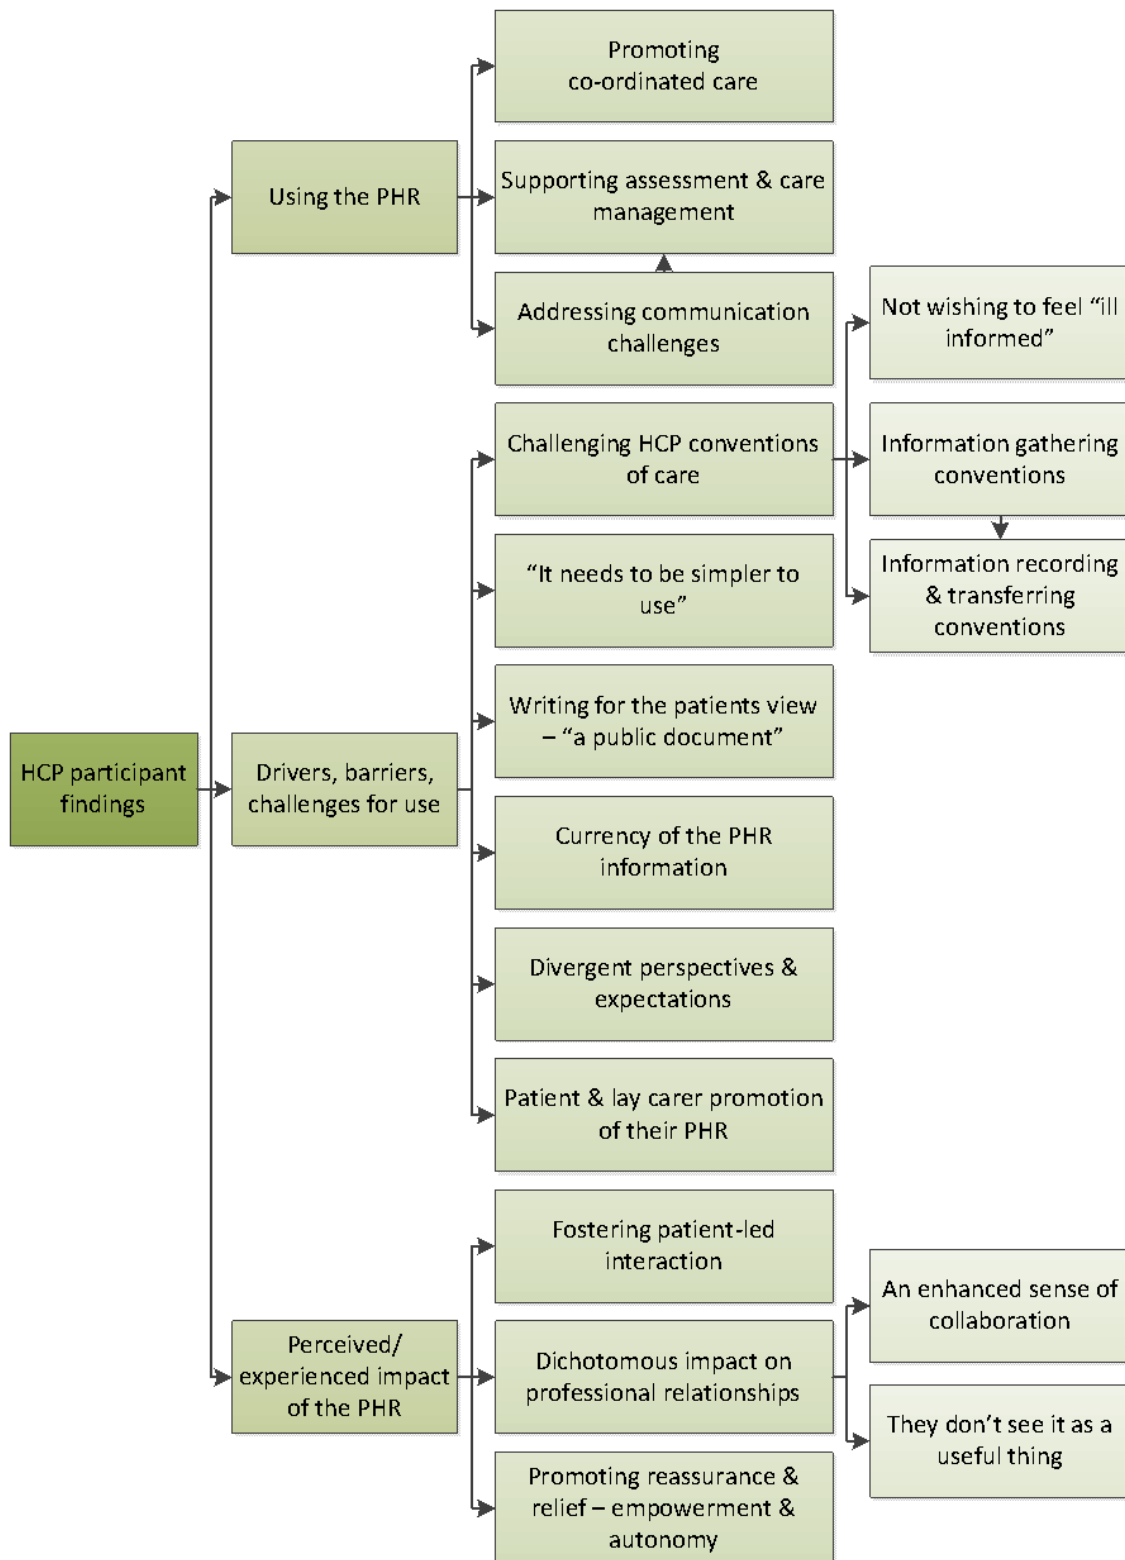 Promoting
co-ordinated care
Using the PHR
Supporting assessment & care
management
Addressing communication
challenges
Not wishing to feel “ill
informed”
Challenging HCP conventions
of care
Information gathering
conventions
“It needs to be simpler to
use”
Information recording
& transferring
conventions
Writing for the patients view
– “a public document”
HCP participant
findings
Drivers, barriers,
challenges for use
Currency of the PHR
information
Divergent perspectives &
expectations
Patient & lay carer promotion
of their PHR
Fostering patient-led
interaction
An enhanced sense of
collaboration
Perceived/
experienced impact
of the PHR
Dichotomous impact on
professional relationships
They don’t see it as a
useful thing
Promoting reassurance &
relief – empowerment &
autonomy